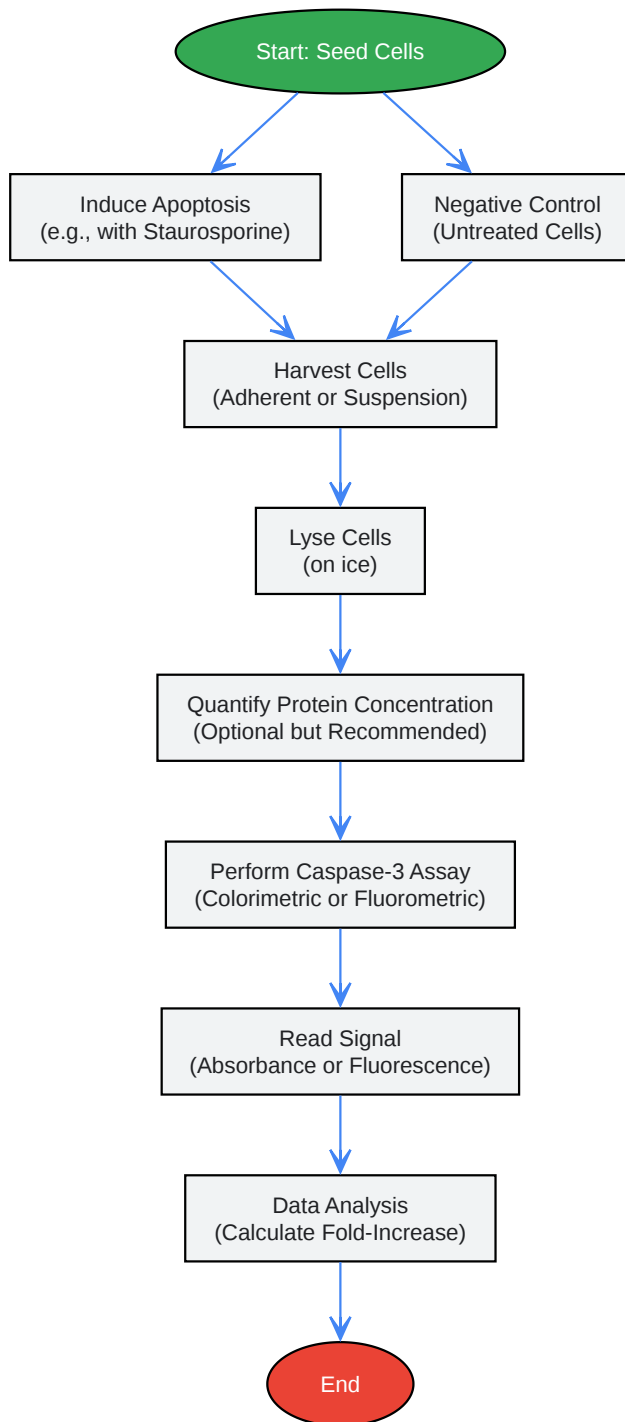 Start: Seed Cells
Induce Apoptosis
(e.g., with Staurosporine)
Negative Control
(Untreated Cells)
Harvest Cells
(Adherent or Suspension)
Lyse Cells
(on ice)
Quantify Protein Concentration
(Optional but Recommended)
Perform Caspase-3 Assay
(Colorimetric or Fluorometric)
Read Signal
(Absorbance or Fluorescence)
Data Analysis
(Calculate Fold-Increase)
End